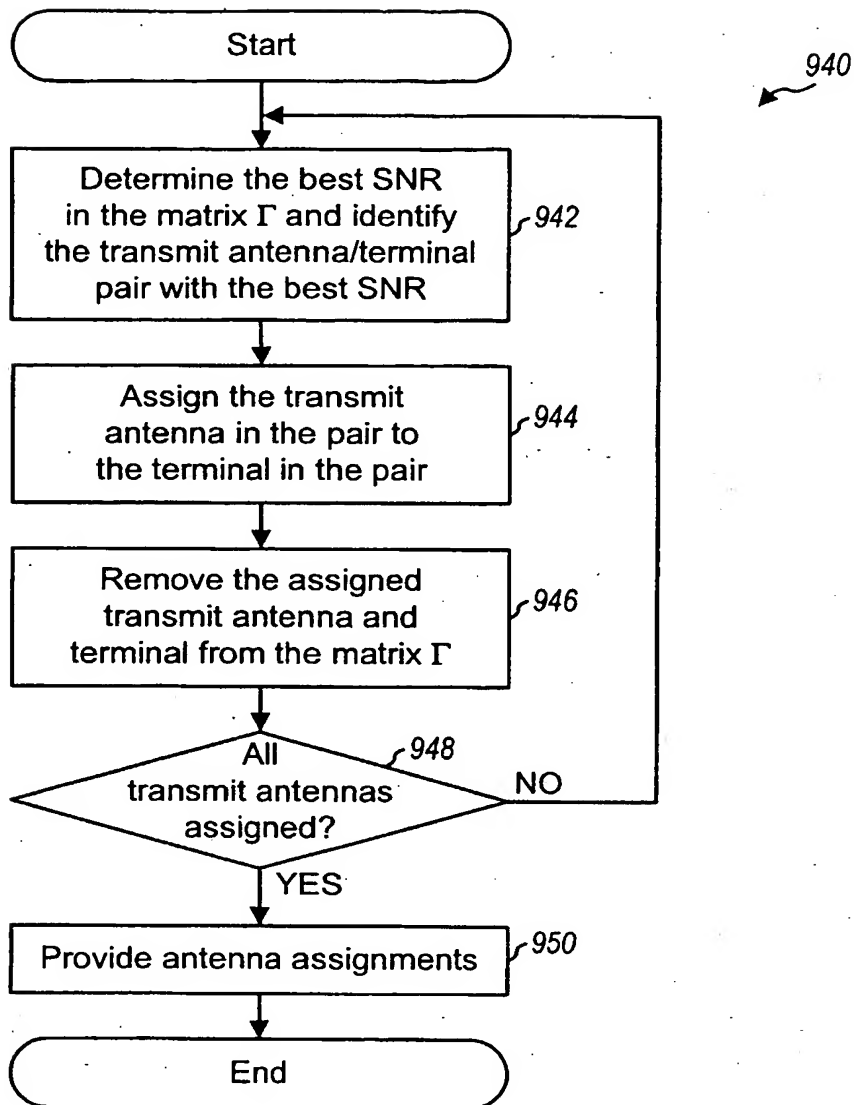 Start
940
Determine the best SNR
in the matrix Γ and identify
the transmit antenna/terminal
pair with the best SNR
942
Assign the transmit
antenna in the pair to
the terminal in the pair
944
Remove the assigned
transmit antenna and
terminal from the matrix Γ
946
All
transmit antennas
assigned?
948
NO
YES
Provide antenna assignments
950
End